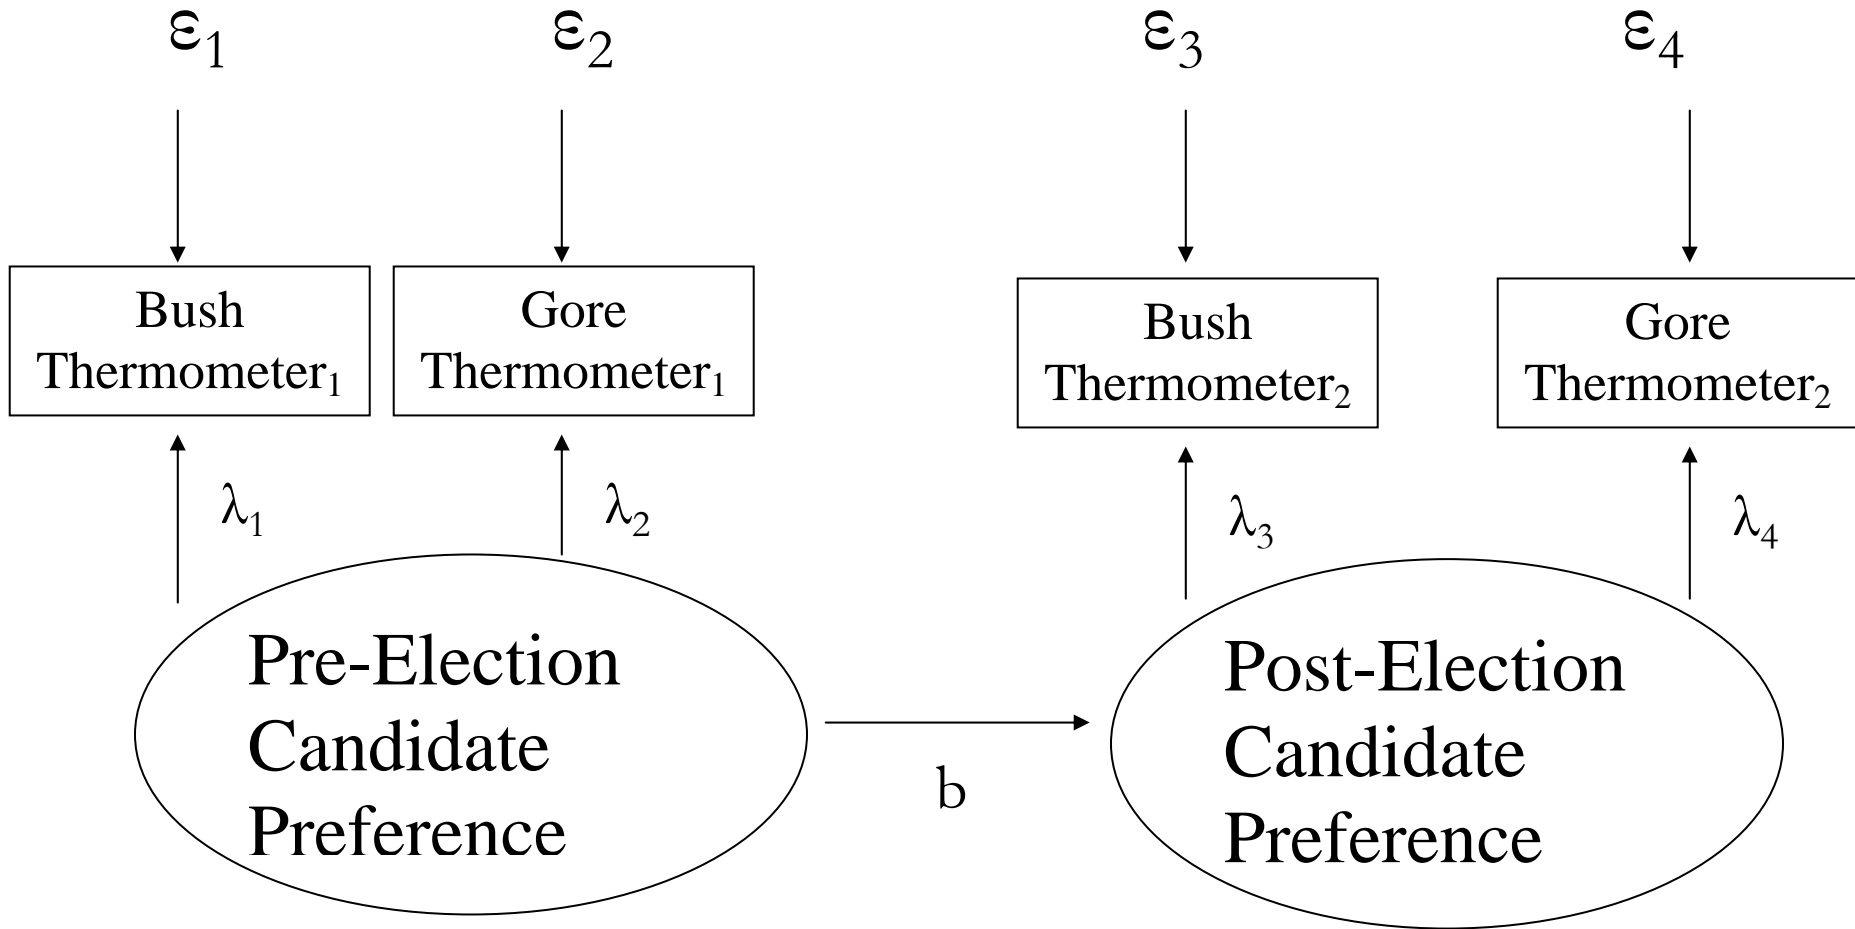 ε₁
ε₂
ε₃
ε₄
Bush
Thermometer₁
Gore
Thermometer₁
Bush
Thermometer₂
Gore
Thermometer₂
λ₁
λ₂
λ₃
λ₄
Pre-Election
Candidate
Preference
b
Post-Election
Candidate
Preference